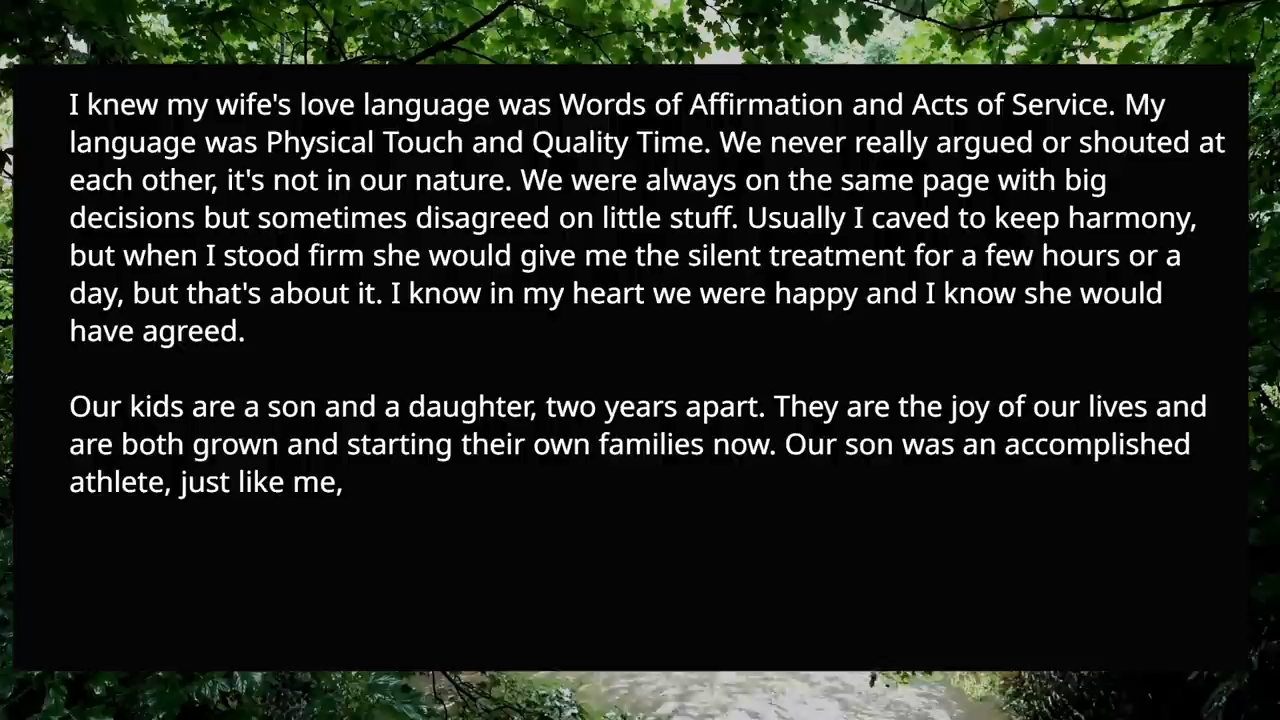 I knew my wife's love language was Words of Affirmation and Acts of Service. My
language was Physical Touch and Quality Time. We never really argued or shouted at
each other, it's not in our nature. We were always on the same page with big
decisions but sometimes disagreed on little stuff. Usually I caved to keep harmony,
but when I stood firm she would give me the silent treatment for a few hours or a
day, but that's about it. I know in my heart we were happy and I know she would
have agreed.
Our kids are a son and a daughter, two years apart. They are the joy of our lives and
are both grown and starting their own families now. Our son was an accomplished
athlete, just like me,